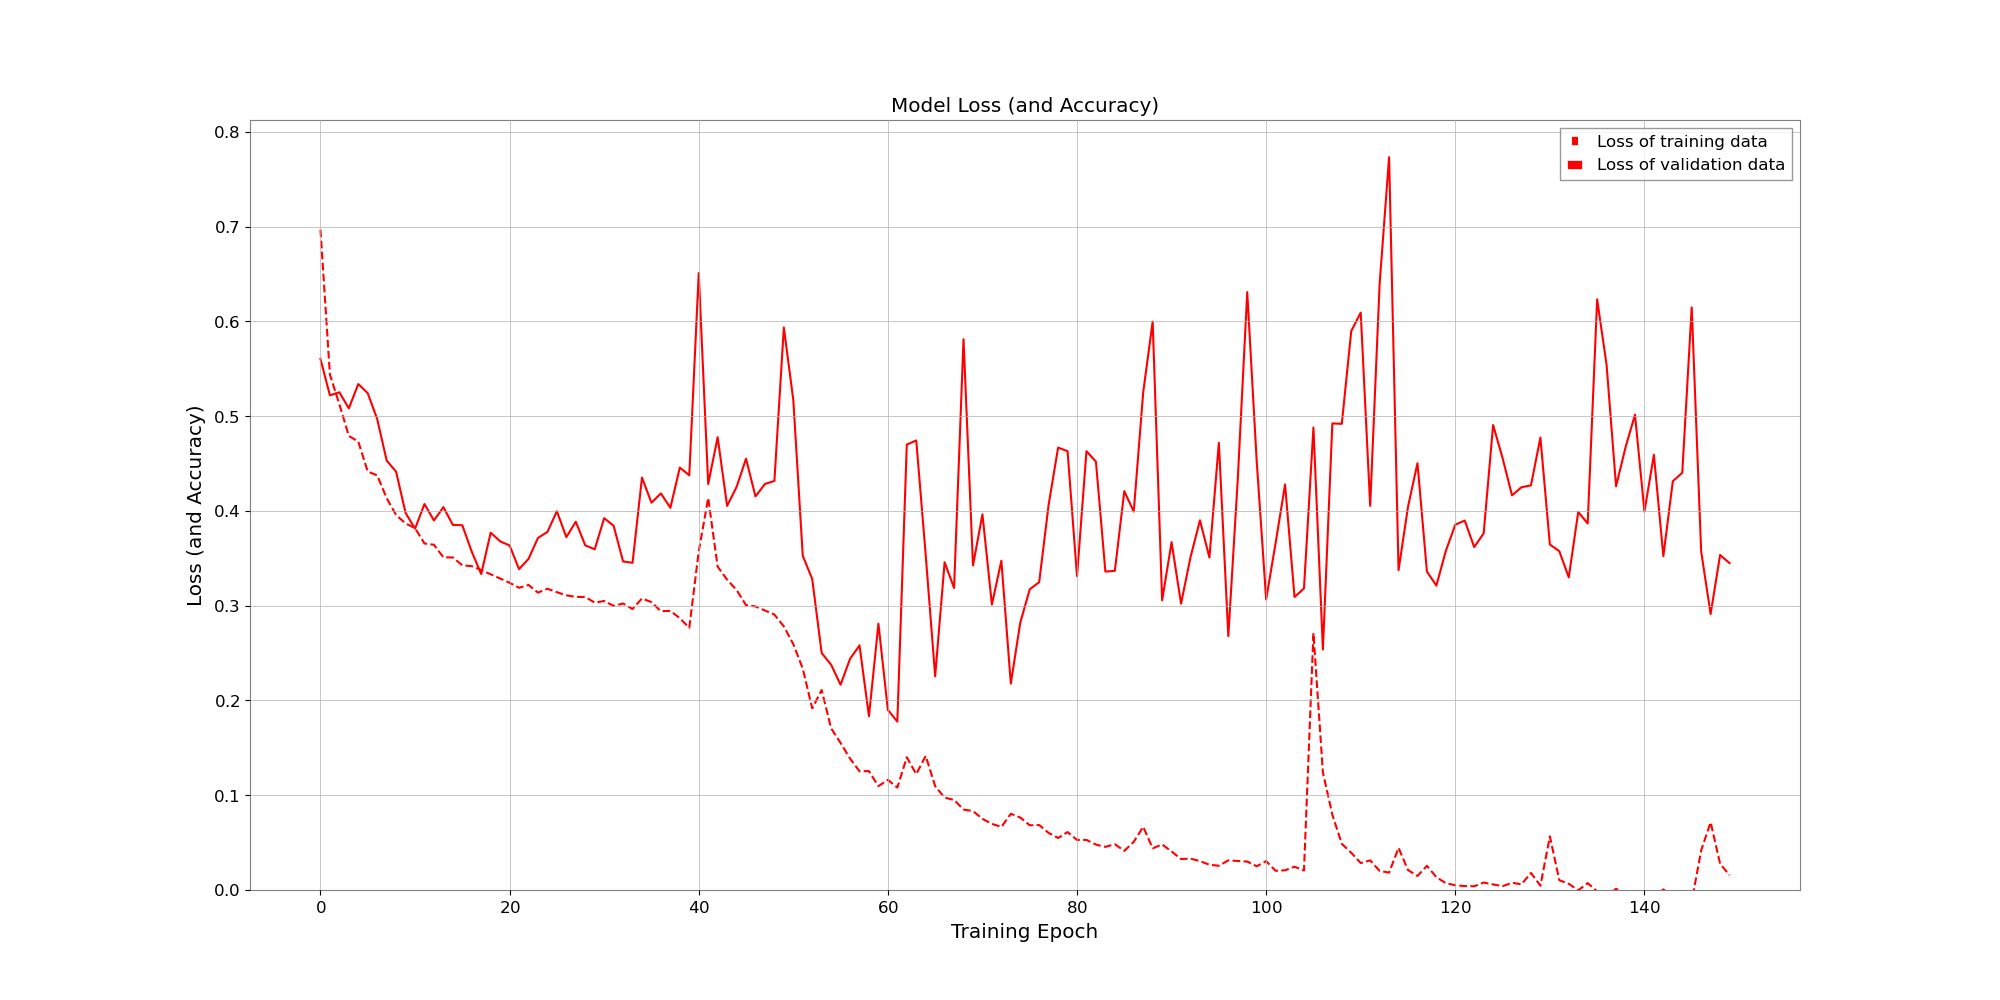 Model Loss (and Accuracy)
Loss of training data
Loss of validation data
Loss (and Accuracy)
0.8
0.7
0.6
0.5
0.4
0.3
0.2
0.1
0.0
0 20 40 60 80 100 120 140
Training Epoch